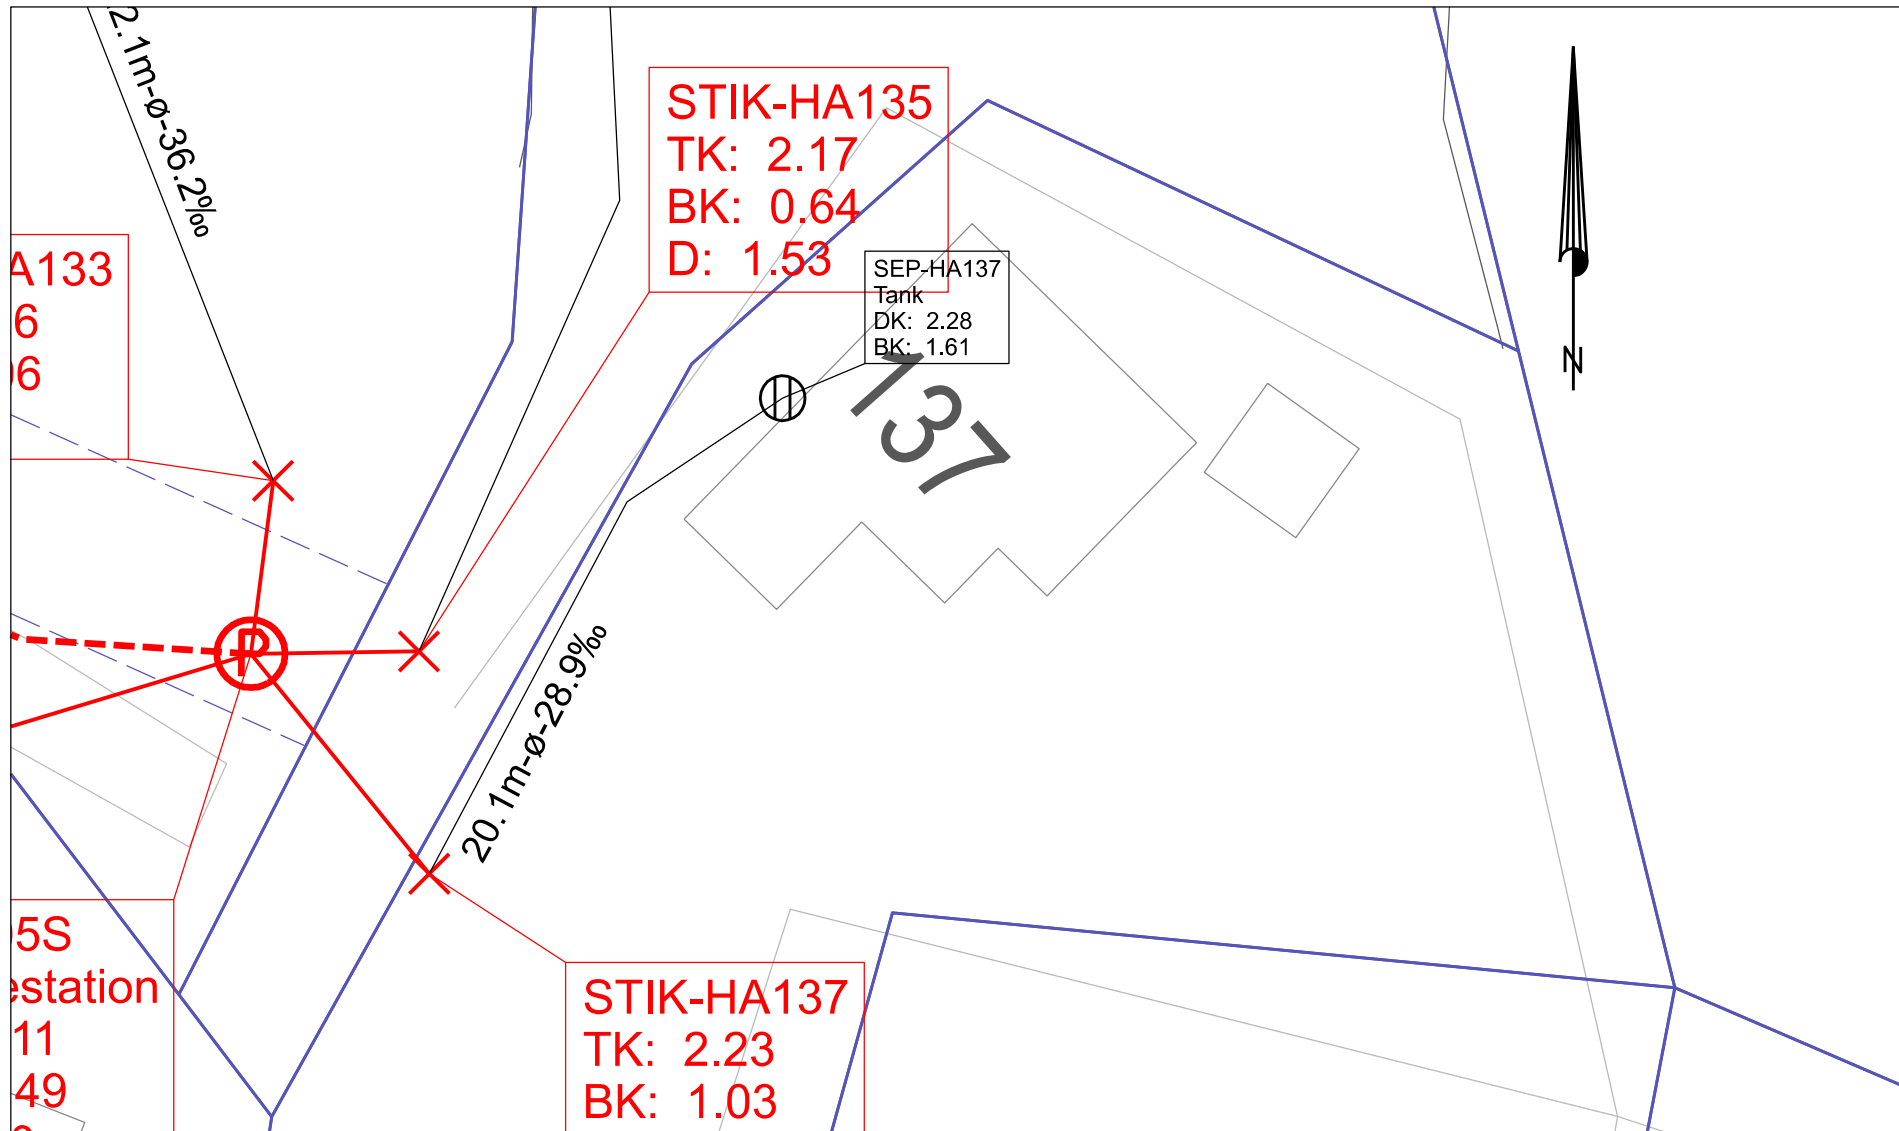 2.1m-ø-36.2‰
STIK-HA135
TK: 2.17
BK: 0.64
D: 1.53
A133
6
06
SEP-HA137
Tank
DK: 2.28
BK: 1.61
137
N
P
20.1m-ø-28.9‰
5S
estation
11
49
STIK-HA137
TK: 2.23
BK: 1.03